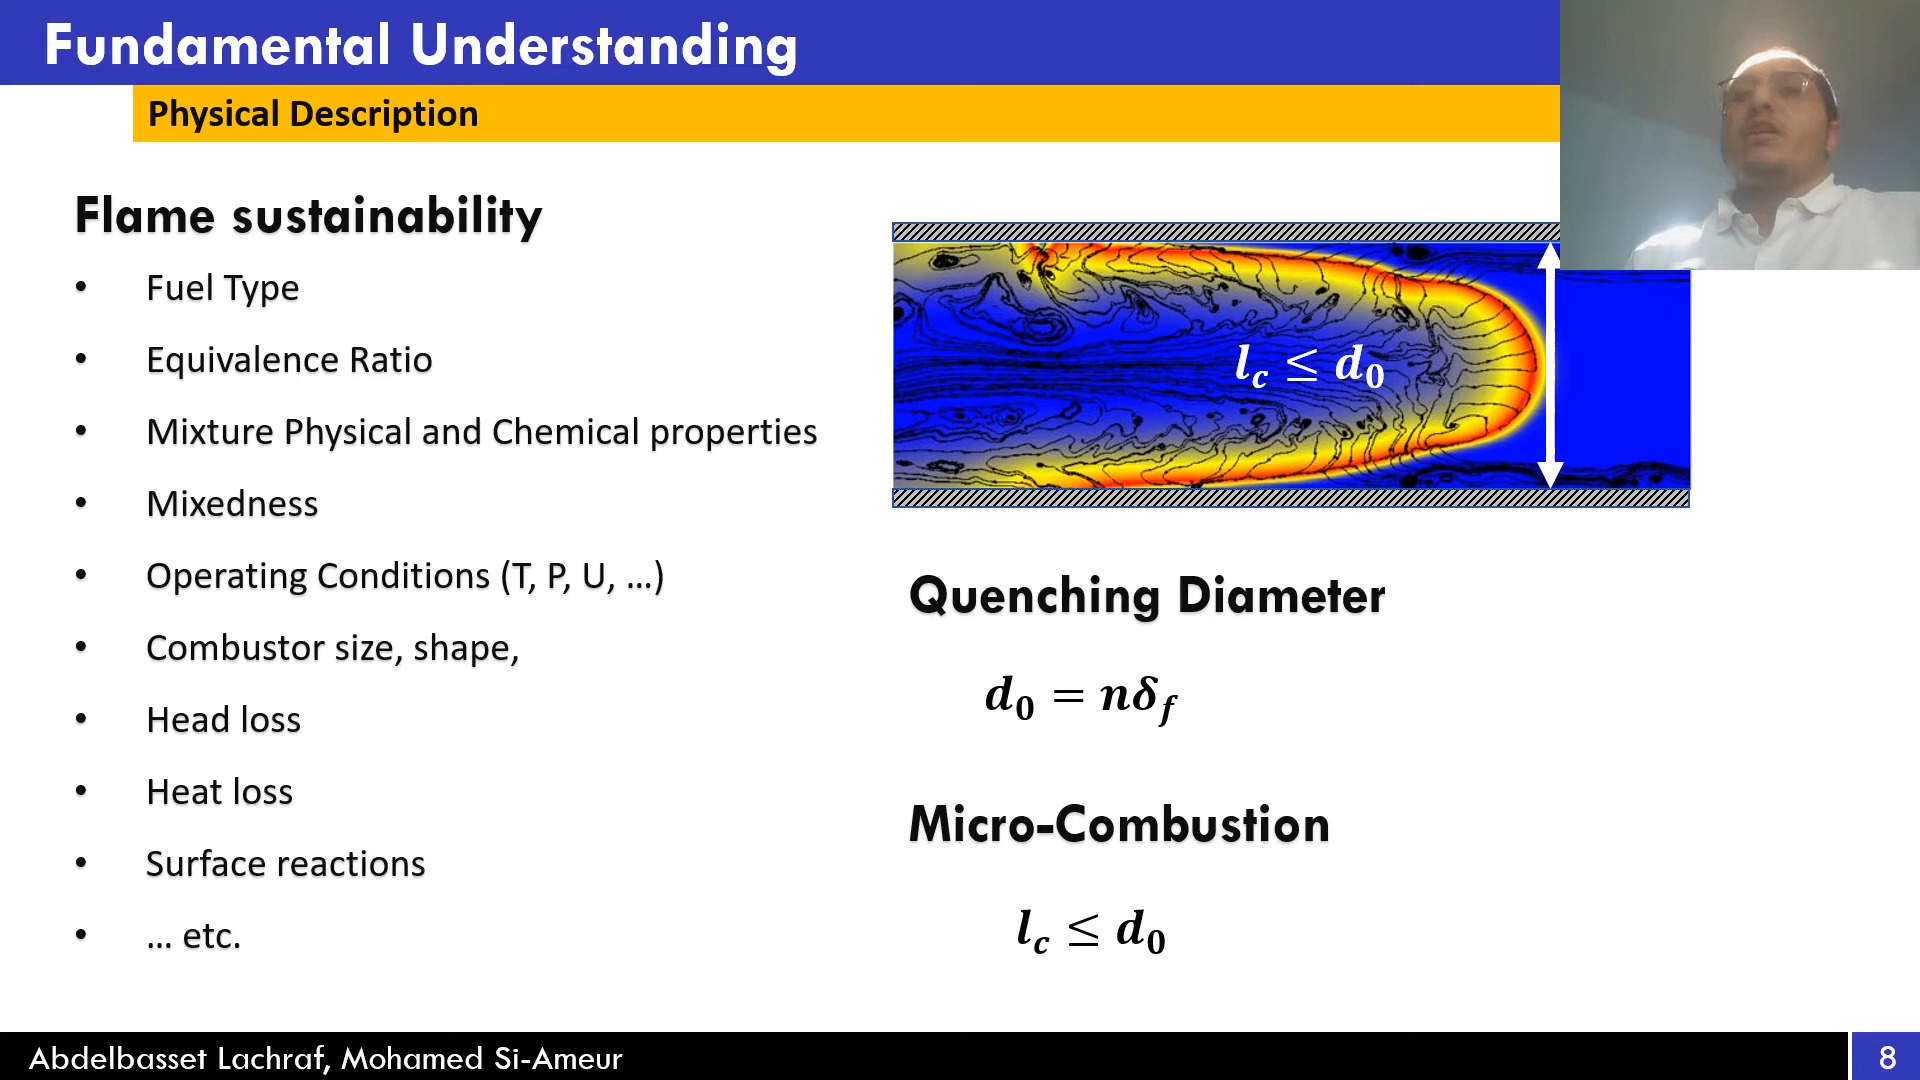 Fundamental Understanding
Physical Description
Flame sustainability
• Fuel Type
• Equivalence Ratio
• Mixture Physical and Chemical properties
• Mixedness
• Operating Conditions (T, P, U, ...)
• Combustor size, shape,
• Head loss
• Heat loss
• Surface reactions
• ... etc.
l_c ≤ d_0
Quenching Diameter
d_0 = nδ_f
Micro-Combustion
l_c ≤ d_0
Abdelbasset Lachraf, Mohamed Si-Ameur
8